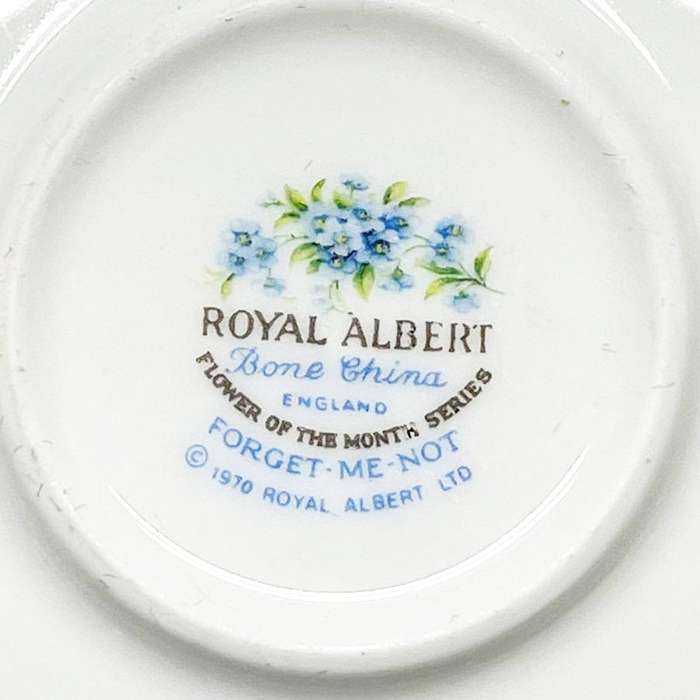 ROYAL ALBERT
Bone China
ENGLAND
FLOWER OF THE MONTH SERIES
FORGET-ME-NOT
© 1970 ROYAL ALBERT LTD